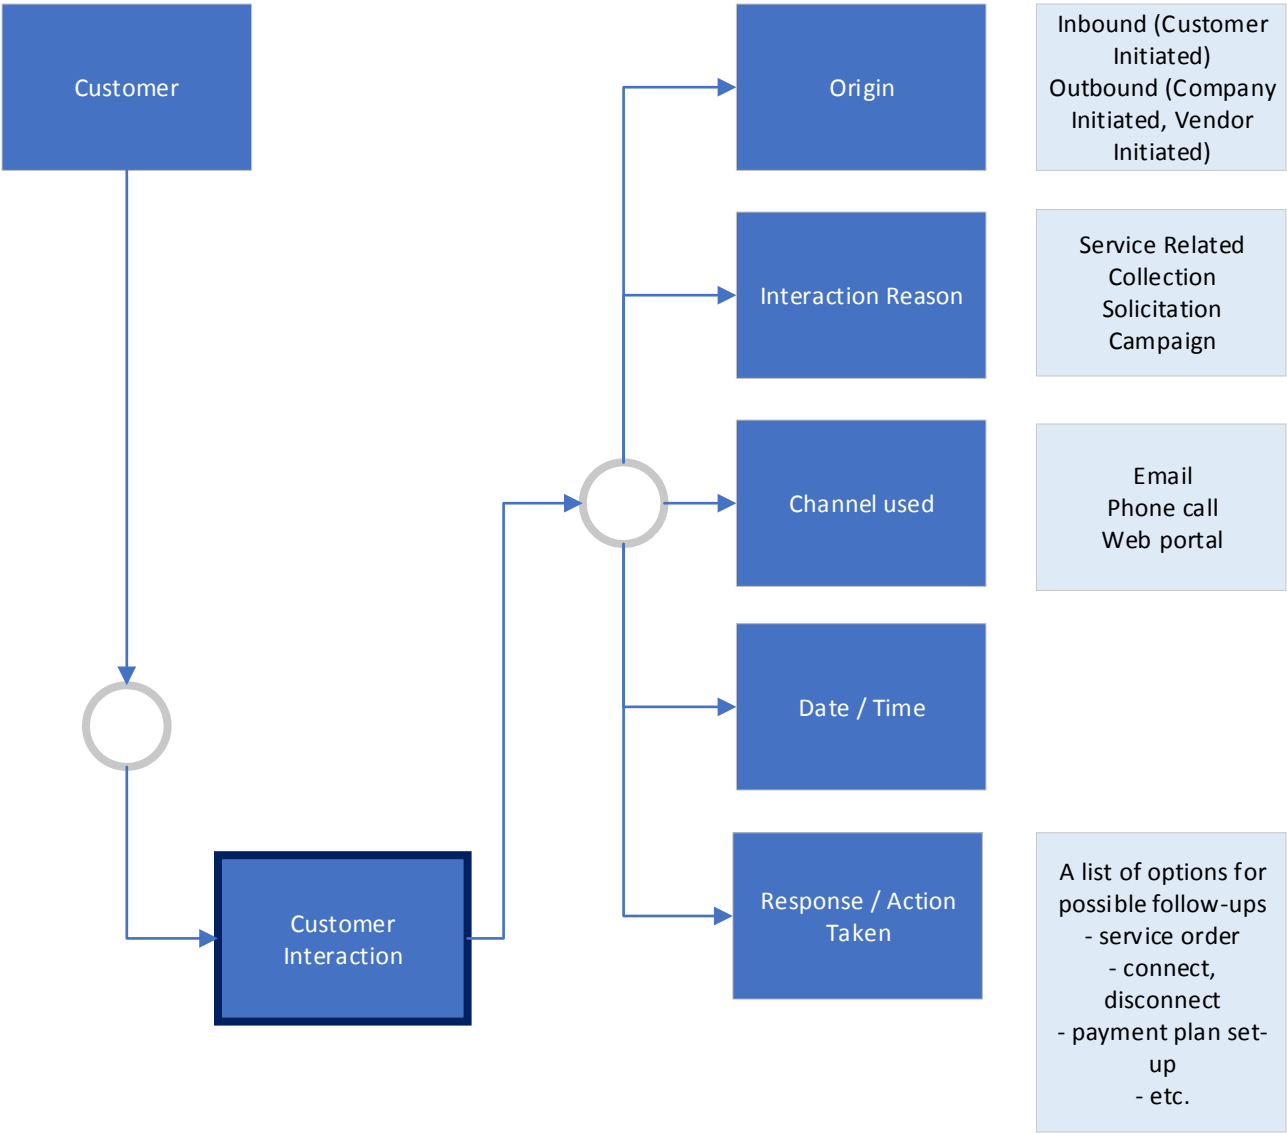 Customer
Origin
Inbound (Customer
Initiated)
Outbound (Company
Initiated, Vendor
Initiated)
Interaction Reason
Service Related
Collection
Solicitation
Campaign
Channel used
Email
Phone call
Web portal
Date / Time
Customer
Interaction
Response / Action
Taken
A list of options for
possible follow-ups
- service order
- connect,
disconnect
- payment plan set-
up
- etc.